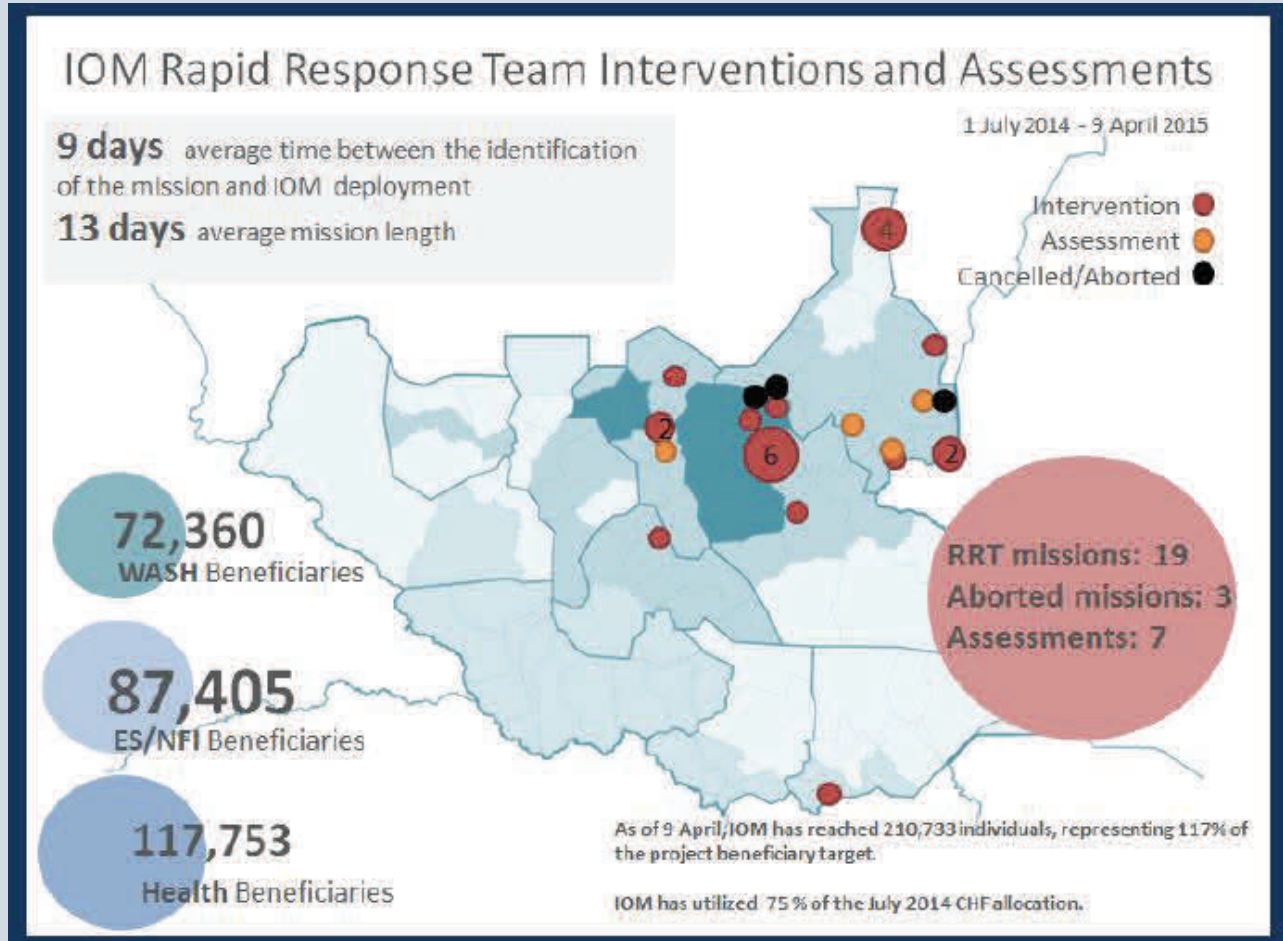 IOM Rapid Response Team Interventions and Assessments
1 July 2014 - 9 April 2015
9 days average time between the identification
of the mission and IOM deployment
13 days average mission length
Intervention
Assessment
Cancelled/Aborted
4
2
6
2
72,360
WASH Beneficiaries
87,405
ES/NFI Beneficiaries
117,753
Health Beneficiaries
RRT missions: 19
Aborted missions: 3
Assessments: 7
As of 9 April, IOM has reached 210,733 individuals, representing 117% of
the project beneficiary target.
IOM has utilized 75% of the July 2014 CHF allocation.